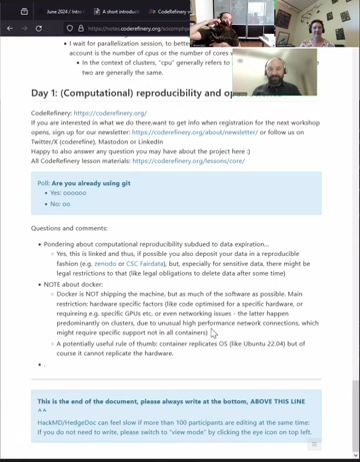 June 2024 / Intro
A short introduct
CodeRefinery v
https://notes.coderefinery.org/
I wait for parallelization session, to bette
account is the number of cpus or the number of cores
In the context of clusters, "cpu" generally refers to
two are generally the same.
Day 1: (Computational) reproducibility and op
CodeRefinery: https://coderefinery.org/
If you are interested in what we do there,want to get info when registration for the next workshop
opens, sign up for our newsletter: https://coderefinery.org/about/newsletter/ or follow us on
Twitter/X (coderefine), Mastodon or LinkedIn
Happy to also answer any question you may have about the project here :)
All CodeRefinery lesson materials: https://coderefinery.org/lessons/core/
Poll: Are you already using git
Yes: oooooo
No: oo
Questions and comments:
Pondering about computational reproducibility subdued to data expiration...
Yes, this is linked and thus, if possible you also deposit your data in a reproducible
fashion (e.g. zenodo or CSC Fairdata) but, especially for sensitive data, there might be
legal restrictions to that (like legal obligations to delete data after some time)
NOTE about docker:
Docker is NOT shipping the machine, but as much of the software as possible. Main
restriction: hardware specific factors (like code optimised for a specific hardware, or
requireing e.g. specific GPUs etc, or even networking issues - the latter happen
predominantly on clusters, due to unusual high performance network connections, which
might require specific support not in all containers)
A potentially useful rule of thumb: container replicates OS (like Ubuntu 22.04) but of
course it cannot replicate the hardware.
.
This is the end of the document, please always write at the bottom, ABOVE THIS LINE
^^
HackMD/HedgeDoc can feel slow if more than 100 participants are editing at the same time:
If you do not need to write, please switch to "view mode" by clicking the eye icon on top left.